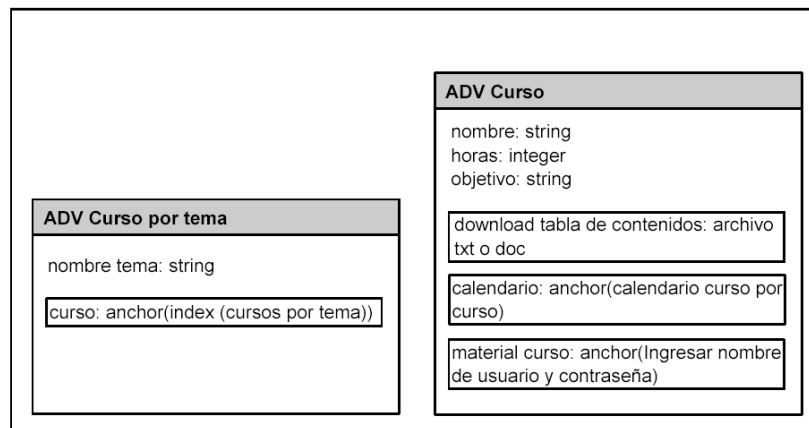 ADV Curso por tema
nombre tema: string
curso: anchor(index (cursos por tema))
ADV Curso
nombre: string
horas: integer
objetivo: string
download tabla de contenidos: archivo
txt o doc
calendario: anchor(calendario curso por
curso)
material curso: anchor(Ingresar nombre
de usuario y contraseña)